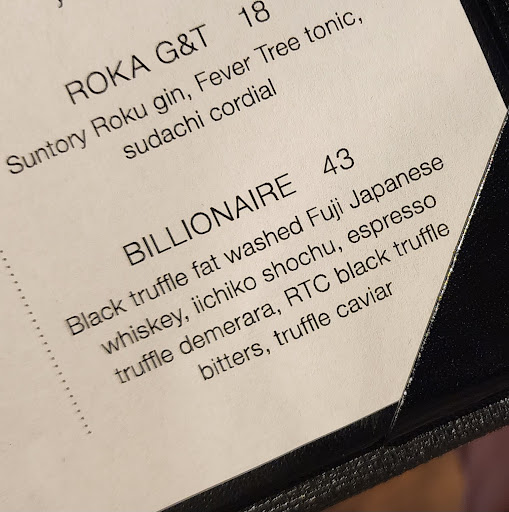 ROKA G&T 18
Suntory Roku gin, Fever Tree tonic,
sudachi cordial
BILLIONAIRE 43
Black truffle fat washed Fuji Japanese
whiskey, iichiko shochu, espresso
truffle demerara, RTC black truffle
bitters, truffle caviar